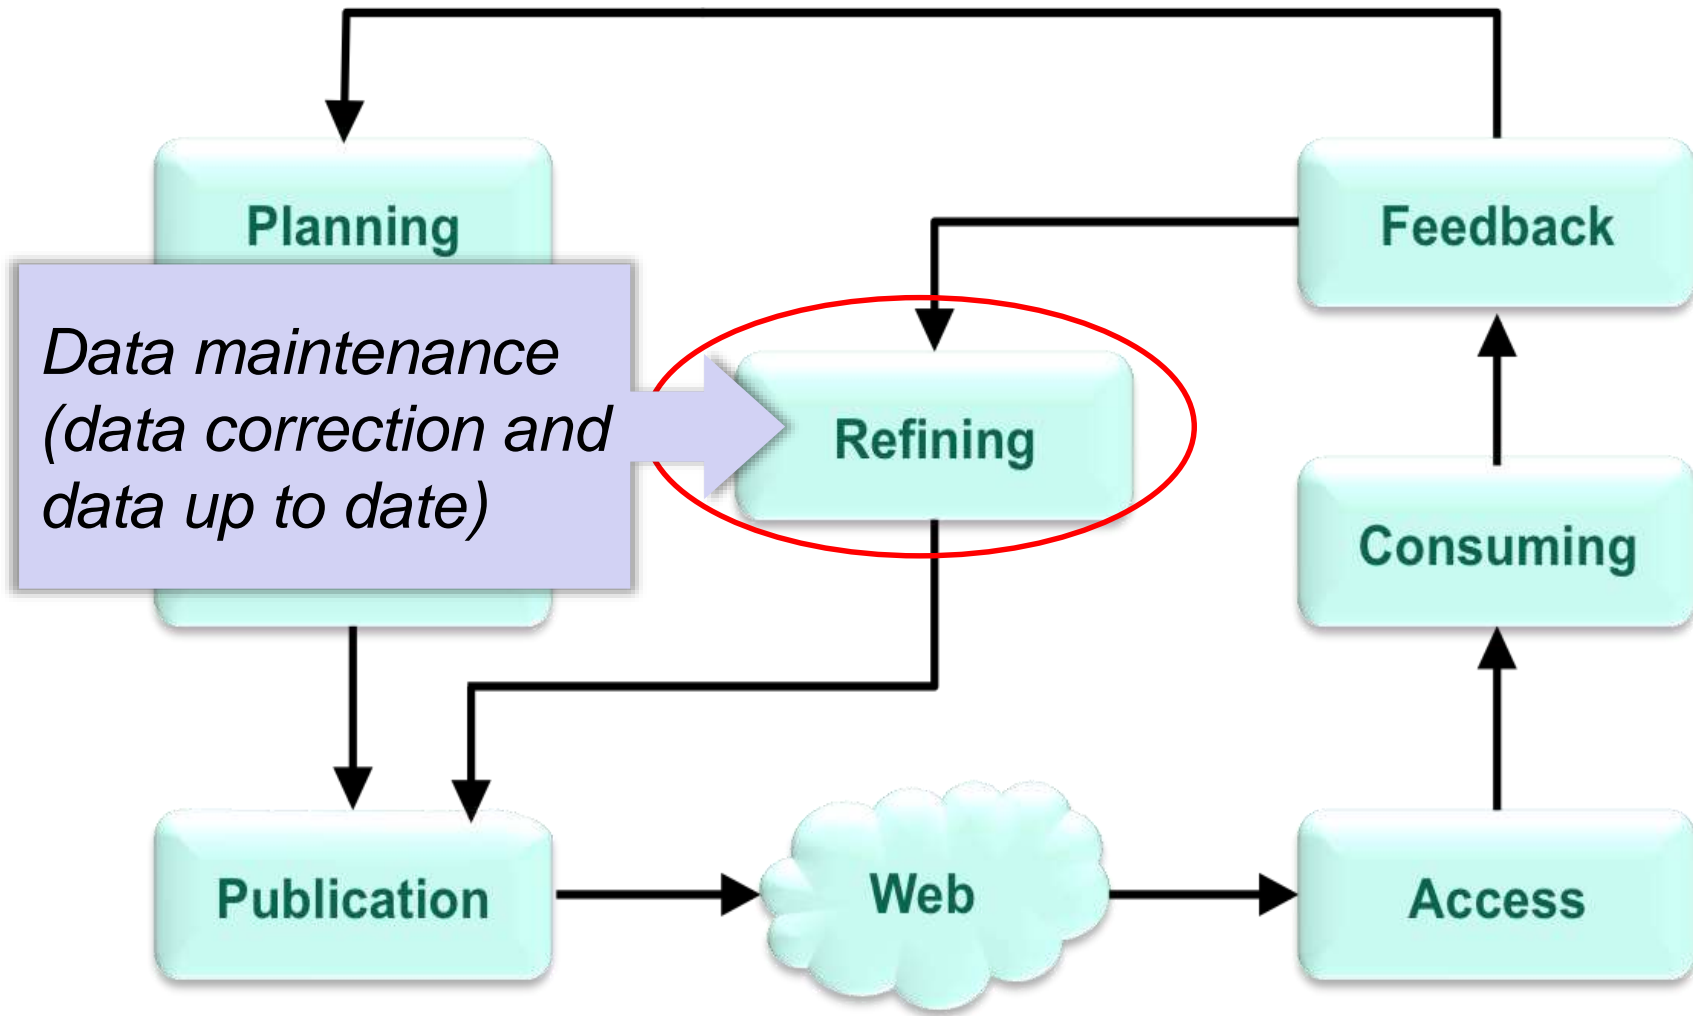 Planning
Feedback
Data maintenance
(data correction and
data up to date)
Refining
Consuming
Publication
Web
Access